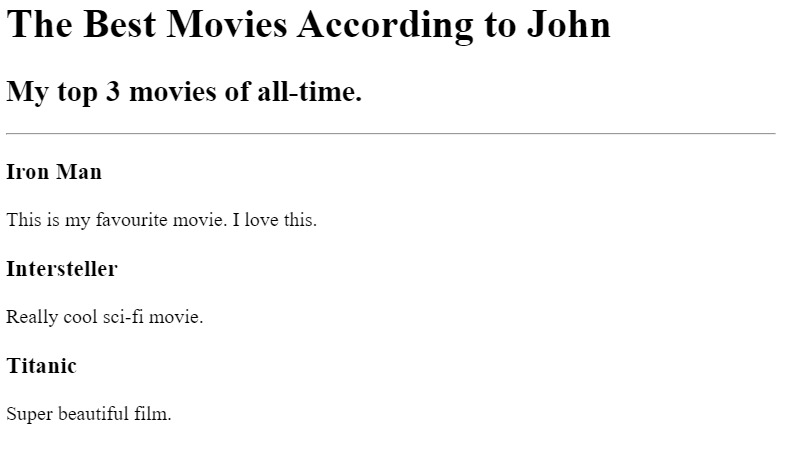 The Best Movies According to John
My top 3 movies of all-time.
Iron Man
This is my favourite movie. I love this.
Intersteller
Really cool sci-fi movie.
Titanic
Super beautiful film.